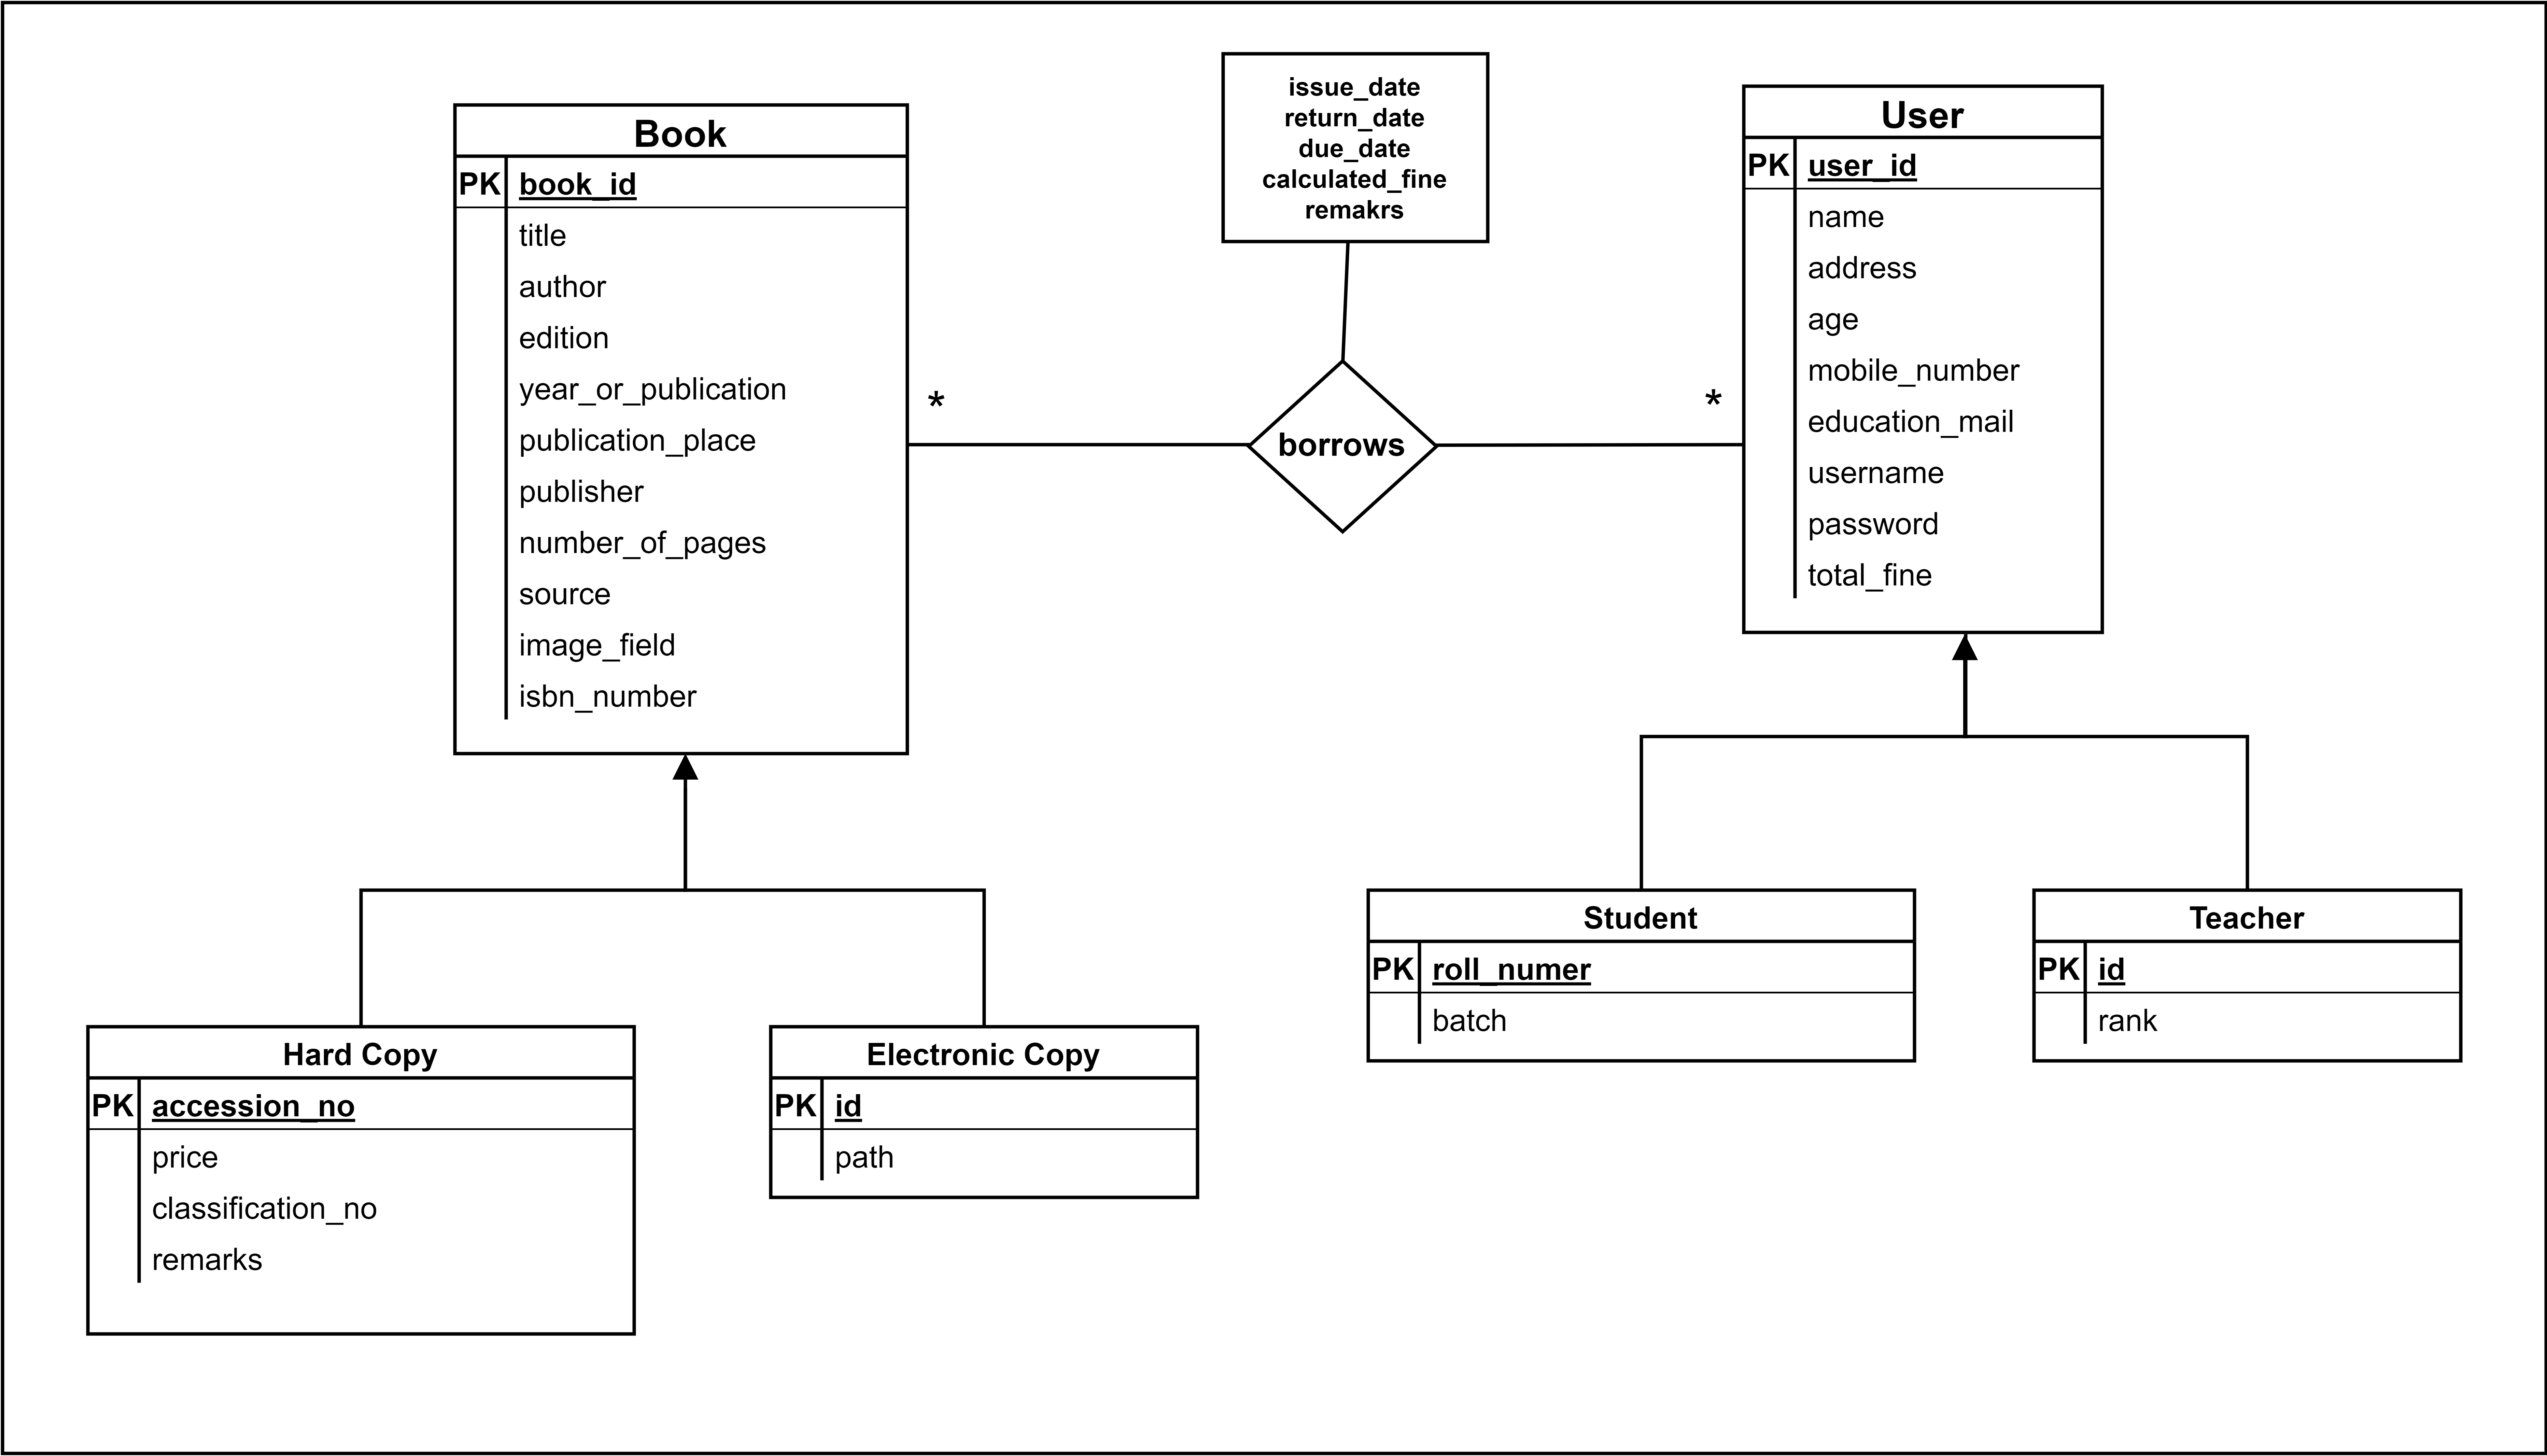 issue_date
return_date
due_date
calculated_fine
remakrs
Book
PK book_id
title
author
edition
year_or_publication
publication_place
publisher
number_of_pages
source
image_field
isbn_number
*
borrows
*
User
PK user_id
name
address
age
mobile_number
education_mail
username
password
total_fine
Hard Copy
PK accession_no
price
classification_no
remarks
Electronic Copy
PK id
path
Student
PK roll_numer
batch
Teacher
PK id
rank